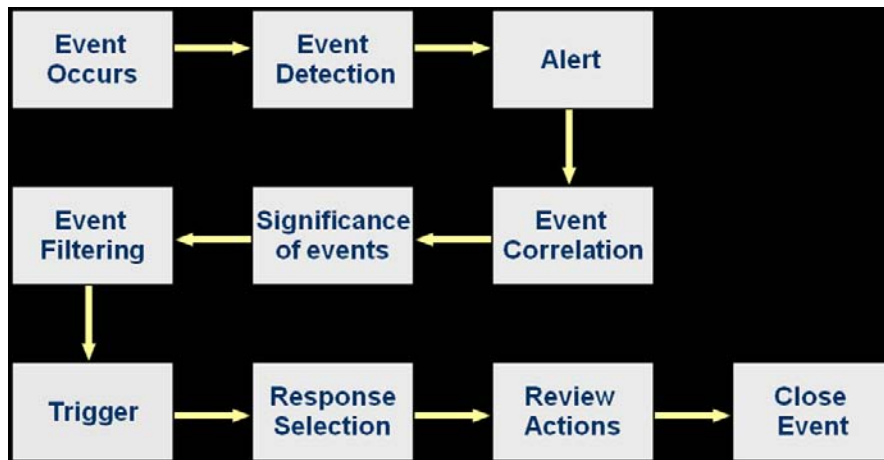 Event
Occurs
Event
Detection
Alert
Event
Filtering
Significance
of events
Event
Correlation
Trigger
Response
Selection
Review
Actions
Close
Event